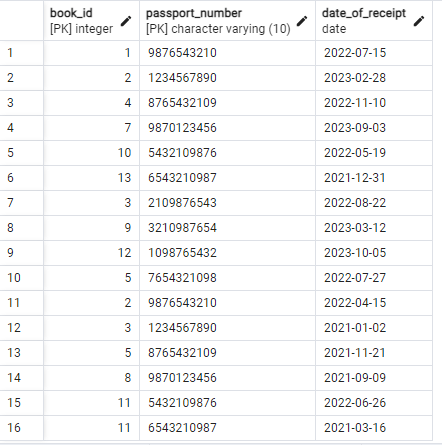 book_id passport_number date_of_receipt
[PK] integer [PK] character varying (10) date
1 1 9876543210 2022-07-15
2 2 1234567890 2023-02-28
3 4 8765432109 2022-11-10
4 7 9870123456 2023-09-03
5 10 5432109876 2022-05-19
6 13 6543210987 2021-12-31
7 3 2109876543 2022-08-22
8 9 3210987654 2023-03-12
9 12 1098765432 2023-10-05
10 5 7654321098 2022-07-27
11 2 9876543210 2022-04-15
12 3 1234567890 2021-01-02
13 5 8765432109 2021-11-21
14 8 9870123456 2021-09-09
15 11 5432109876 2022-06-26
16 11 6543210987 2021-03-16